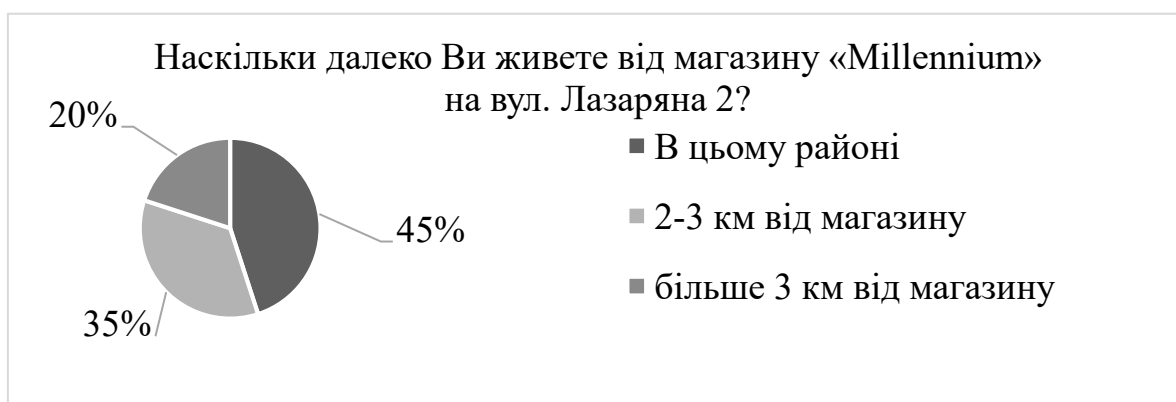 Наскільки далеко Ви живете від магазину «Millennium»
на вул. Лазаряна 2?
20%
45%
35%
В цьому районі
2-3 км від магазину
більше 3 км від магазину